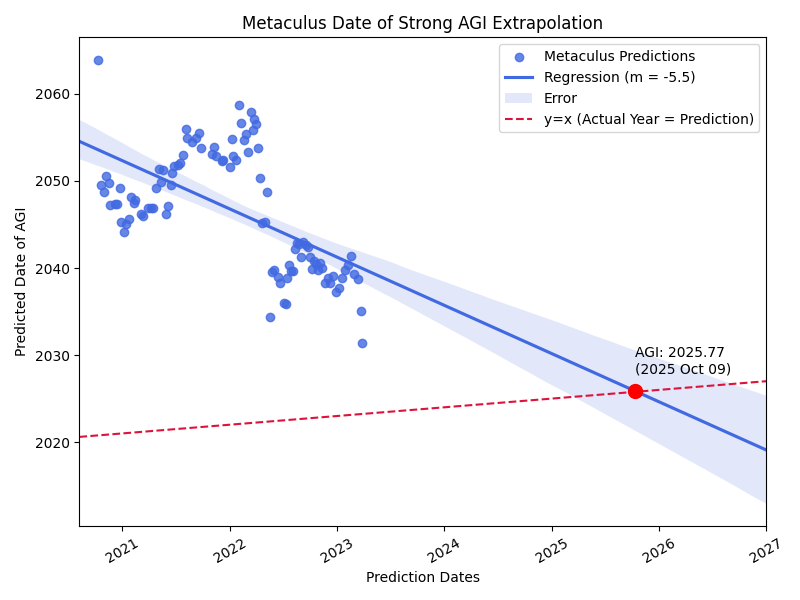 Metaculus Date of Strong AGI Extrapolation
Metaculus Predictions
Regression (m = -5.5)
Error
y=x (Actual Year = Prediction)
Predicted Date of AGI
2060
2050
2040
2030
2020
AGI: 2025.77
(2025 Oct 09)
2021
2022
2023
2024
2025
2026
2027
Prediction Dates